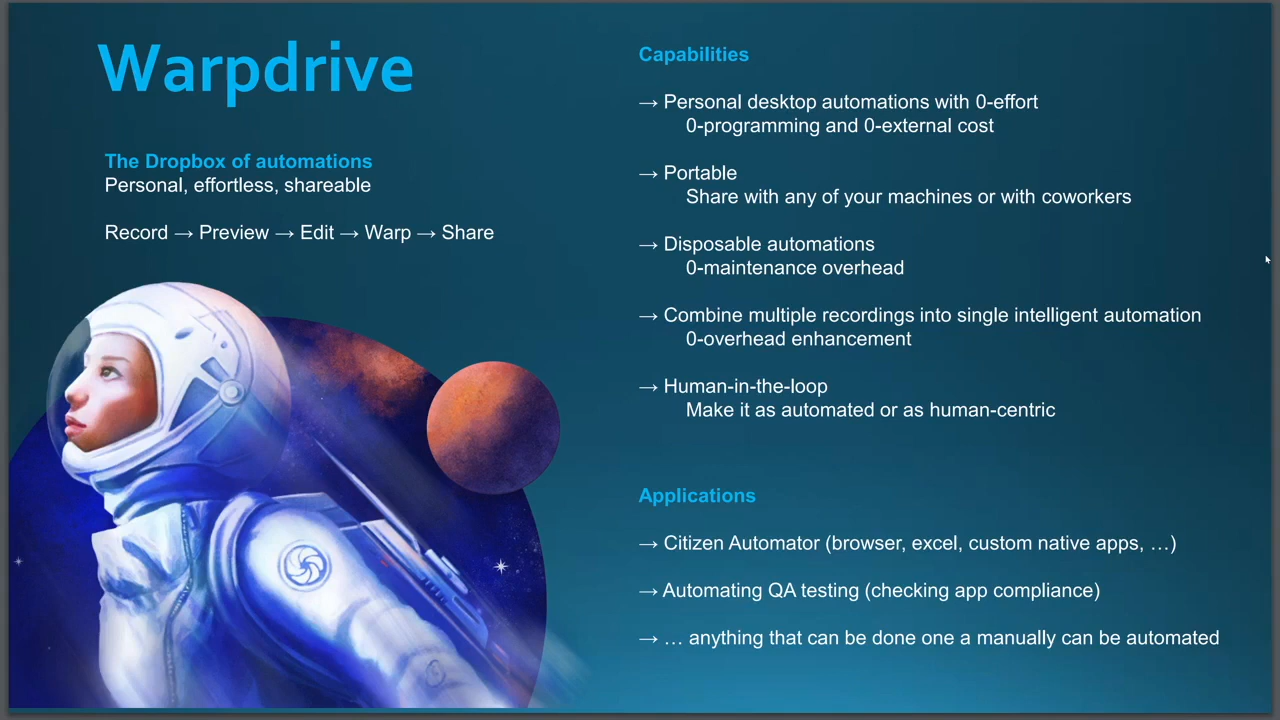 Warpdrive
The Dropbox of automations
Personal, effortless, shareable
Record → Preview → Edit → Warp → Share
Capabilities
→ Personal desktop automations with 0-effort
0-programming and 0-external cost
→ Portable
Share with any of your machines or with coworkers
→ Disposable automations
0-maintenance overhead
→ Combine multiple recordings into single intelligent automation
0-overhead enhancement
→ Human-in-the-loop
Make it as automated or as human-centric
Applications
→ Citizen Automator (browser, excel, custom native apps, …)
→ Automating QA testing (checking app compliance)
→ … anything that can be done one a manually can be automated